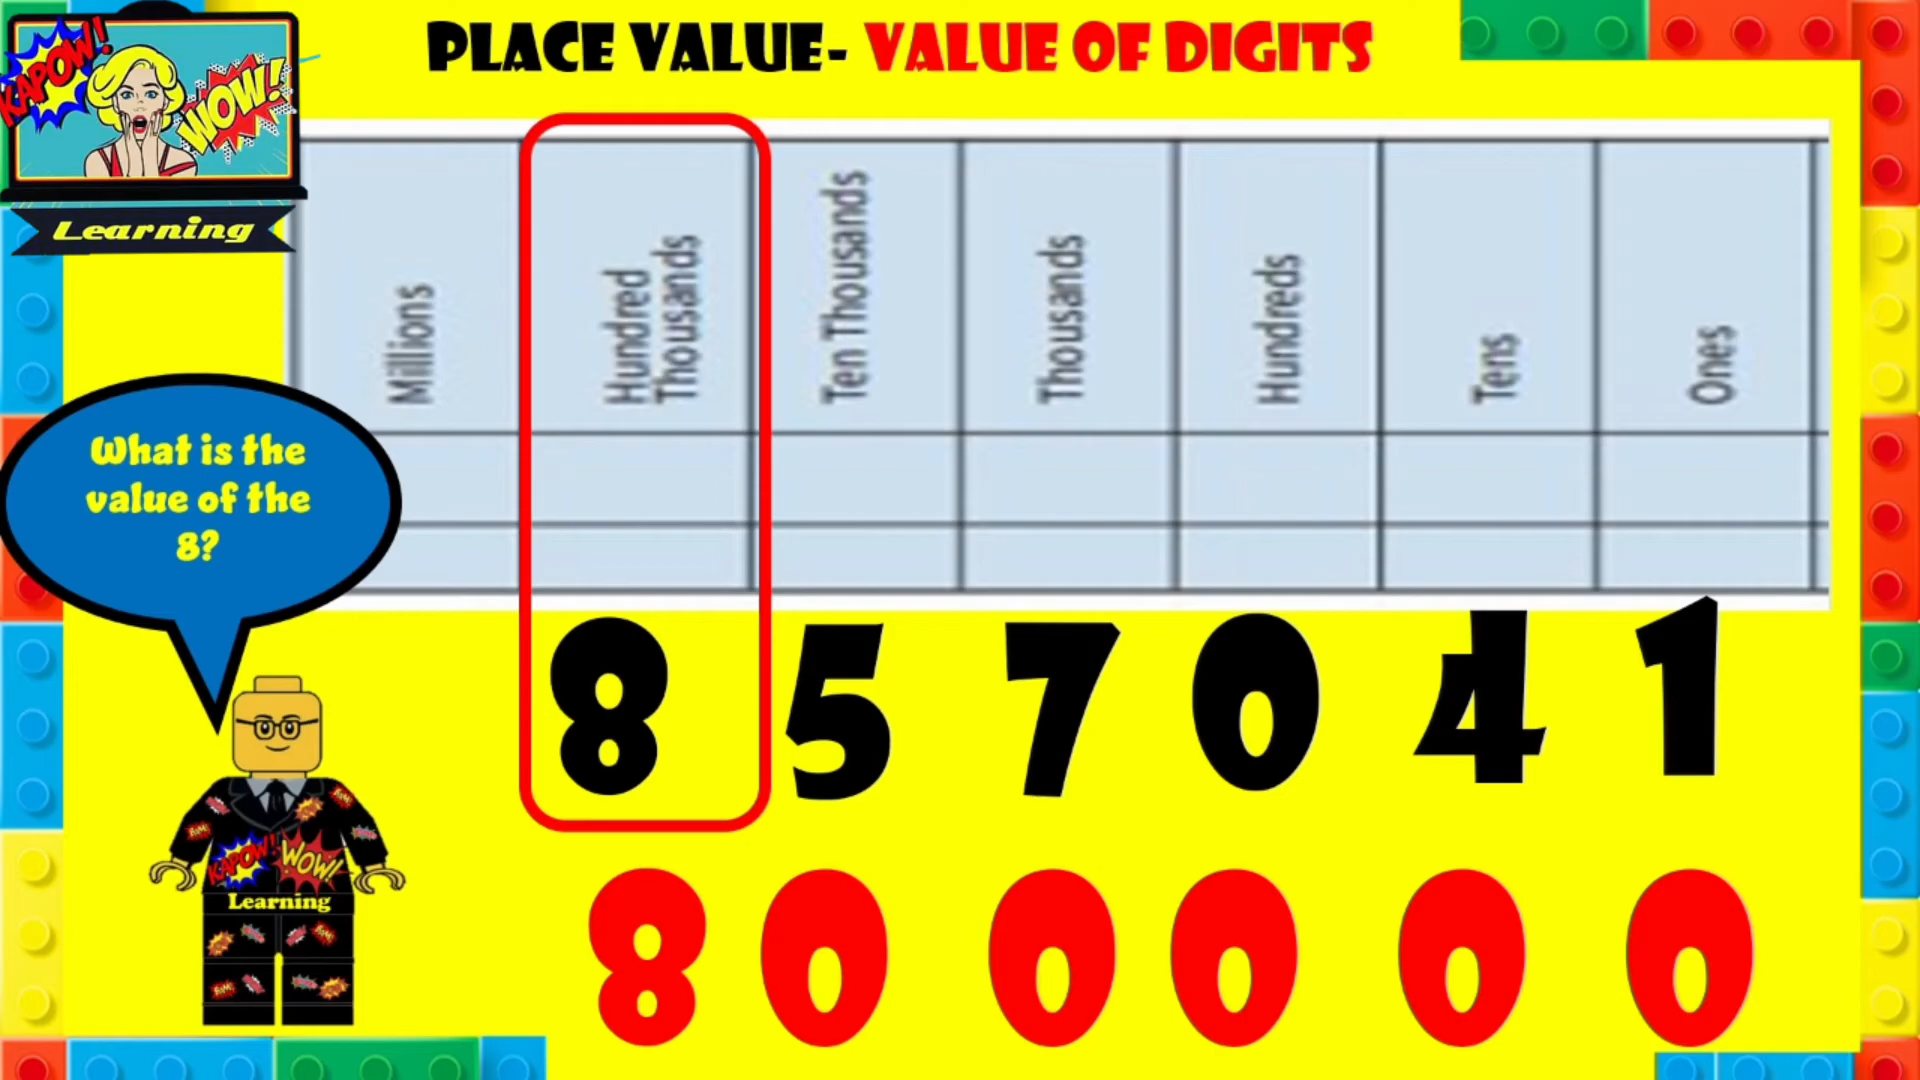 PLACE VALUE- VALUE OF DIGITS
KAPOW!
WOW!
Learning
Millions
Hundred
Thousands
Ten Thousands
Thousands
Hundreds
Tens
Ones
What is the
value of the
8?
8 5 7 0 4 1
8 0 0 0 0 0
KAPOW! WOW!
Learning